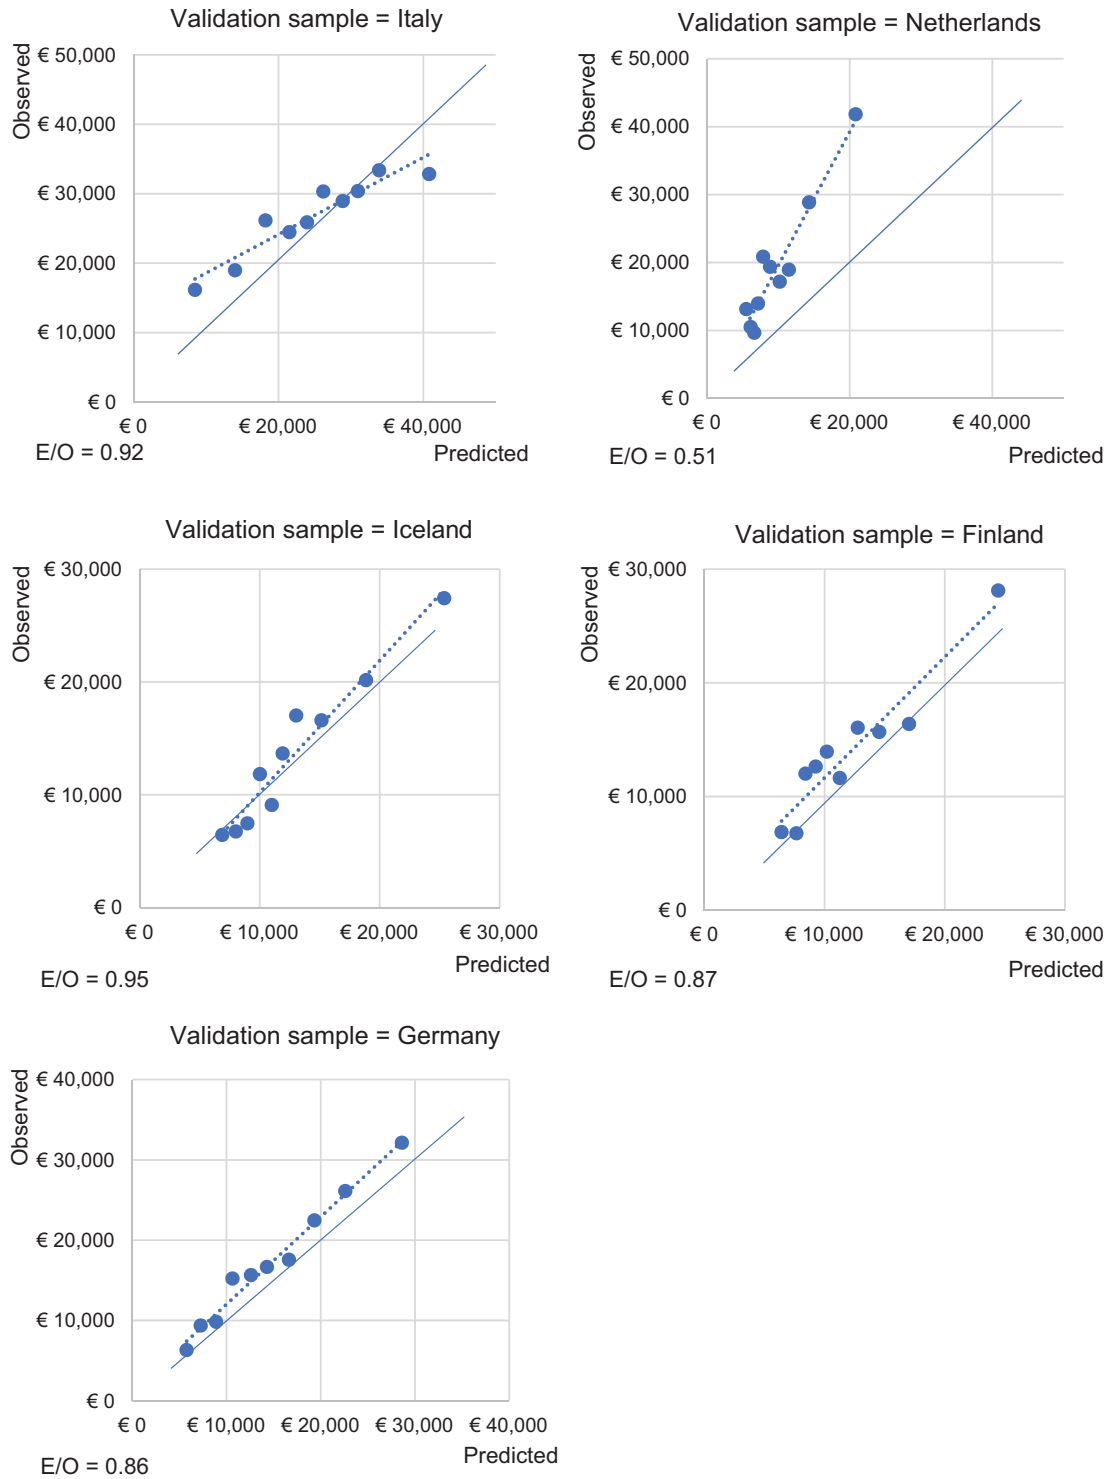 Validation sample = Italy
Observed
€ 50,000
€ 40,000
€ 30,000
€ 20,000
€ 10,000
€ 0
€ 0
€ 20,000
€ 40,000
E/O = 0.92
Predicted
Validation sample = Netherlands
Observed
€ 50,000
€ 40,000
€ 30,000
€ 20,000
€ 10,000
€ 0
€ 0
€ 20,000
€ 40,000
E/O = 0.51
Predicted
Validation sample = Iceland
Observed
€ 30,000
€ 20,000
€ 10,000
€ 0
€ 0
€ 10,000
€ 20,000
€ 30,000
Predicted
E/O = 0.95
Validation sample = Finland
Observed
€ 30,000
€ 20,000
€ 10,000
€ 0
€ 0
€ 10,000
€ 20,000
€ 30,000
Predicted
E/O = 0.87
Validation sample = Germany
Observed
€ 40,000
€ 30,000
€ 20,000
€ 10,000
€ 0
€ 0
€ 10,000
€ 20,000
€ 30,000
€ 40,000
Predicted
E/O = 0.86